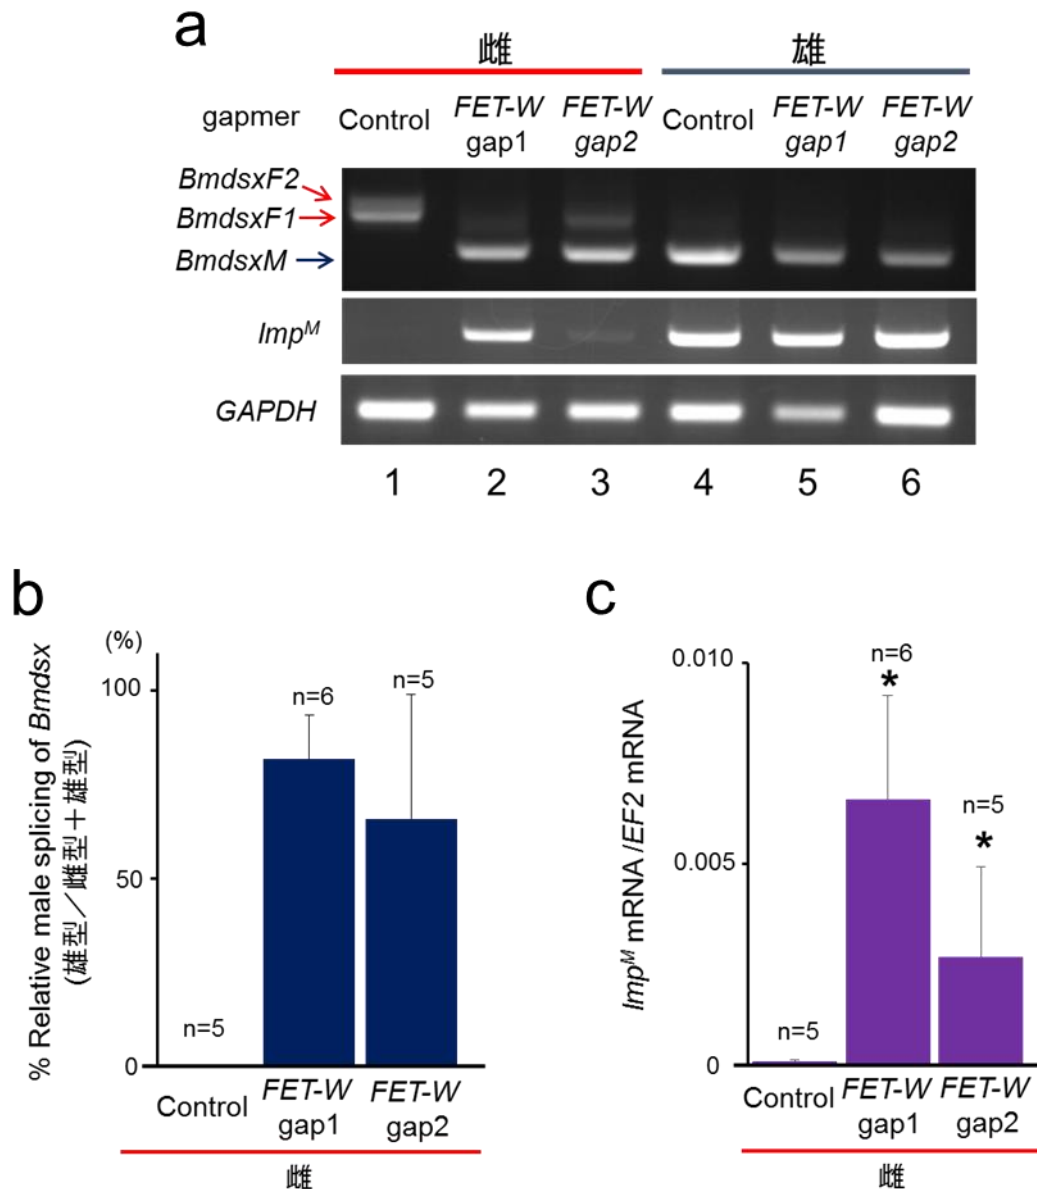 a
雌 雄
gapmer Control FET-W gap1 FET-W gap2 Control FET-W gap1 FET-W gap2
BmdsxF2
BmdsxF1
BmdsxM
Imp^M
GAPDH
1 2 3 4 5 6
b
(%)
% Relative male splicing of Bmdsx
(雄型／雌型＋雄型)
100
50
0
n=5
n=6
n=5
Control FET-W gap1 FET-W gap2
雌
c
Imp^M mRNA /EF2 mRNA
0.010
0.005
0
n=5
n=6
*
n=5
*
Control FET-W gap1 FET-W gap2
雌